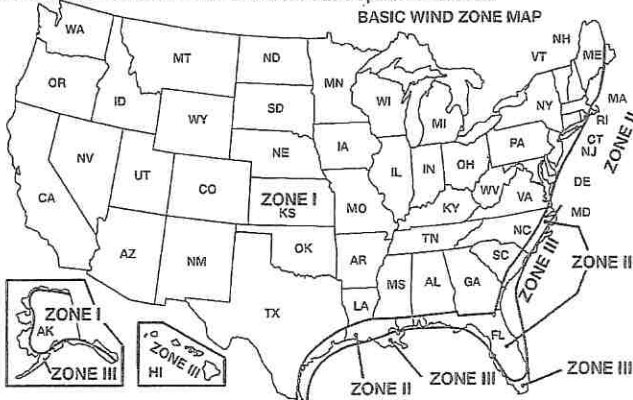 BASIC WIND ZONE MAP
WA
MT
ND
MN
VT
NH
ME
OR
ID
WY
SD
WI
MI
NY
MA
RI
CT
NJ
ZONE II
NV
UT
CO
NE
IA
IL
IN
OH
PA
WV
VA
DE
MD
CA
ZONE I
KS
MO
KY
NC
ZONE III
ZONE II
AZ
NM
OK
AR
TN
SC
TX
LA
MS
AL
GA
FL
ZONE I
AK
ZONE III
ZONE III
HI
ZONE II
ZONE III
ZONE III